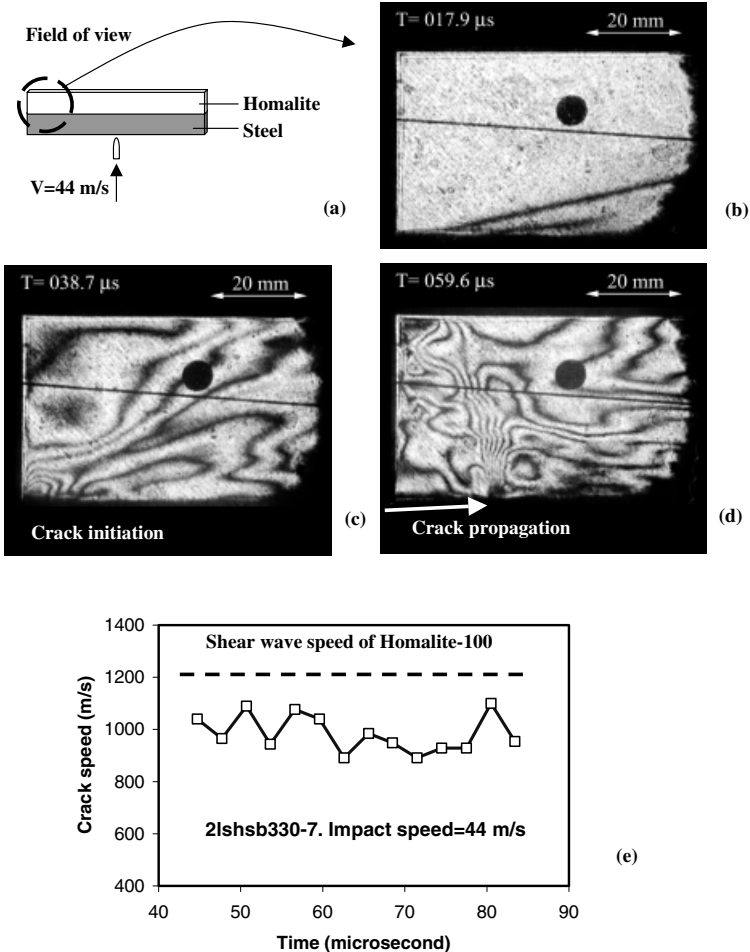 Field of view
Homalite
Steel
V=44 m/s
(a)
T= 017.9 µs
20 mm
(b)
T= 038.7 µs
20 mm
Crack initiation
(c)
T= 059.6 µs
20 mm
Crack propagation
(d)
1400
1200
1000
800
600
400
Crack speed (m/s)
Shear wave speed of Homalite-100
2lshsb330-7. Impact speed=44 m/s
40 50 60 70 80 90
Time (microsecond)
(e)